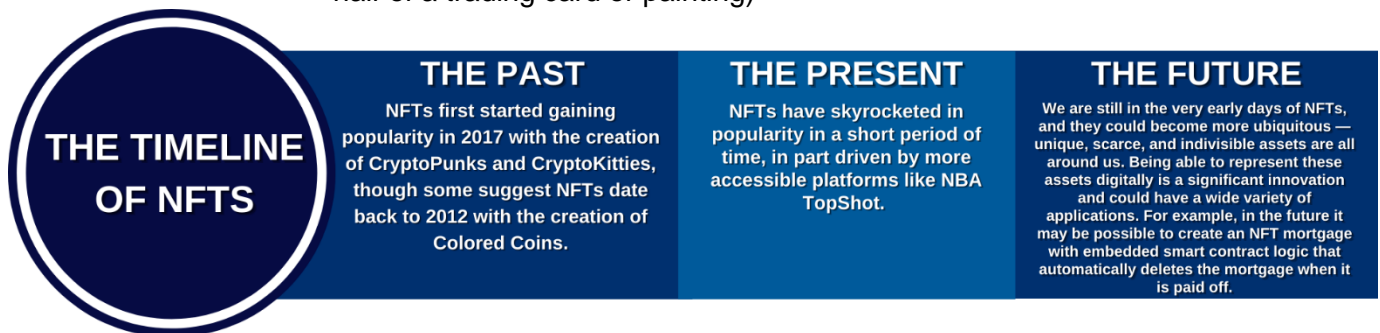 half of a trading card or painting)
THE TIMELINE
OF NFTS
THE PAST
NFTs first started gaining
popularity in 2017 with the creation
of CryptoPunks and CryptoKitties,
though some suggest NFTs date
back to 2012 with the creation of
Colored Coins.
THE PRESENT
NFTs have skyrocketed in
popularity in a short period of
time, in part driven by more
accessible platforms like NBA
TopShot.
THE FUTURE
We are still in the very early days of NFTs,
and they could become more ubiquitous —
unique, scarce, and indivisible assets are all
around us. Being able to represent these
assets digitally is a significant innovation
and could have a wide variety of
applications. For example, in the future it
may be possible to create an NFT mortgage
with embedded smart contract logic that
automatically deletes the mortgage when it
is paid off.